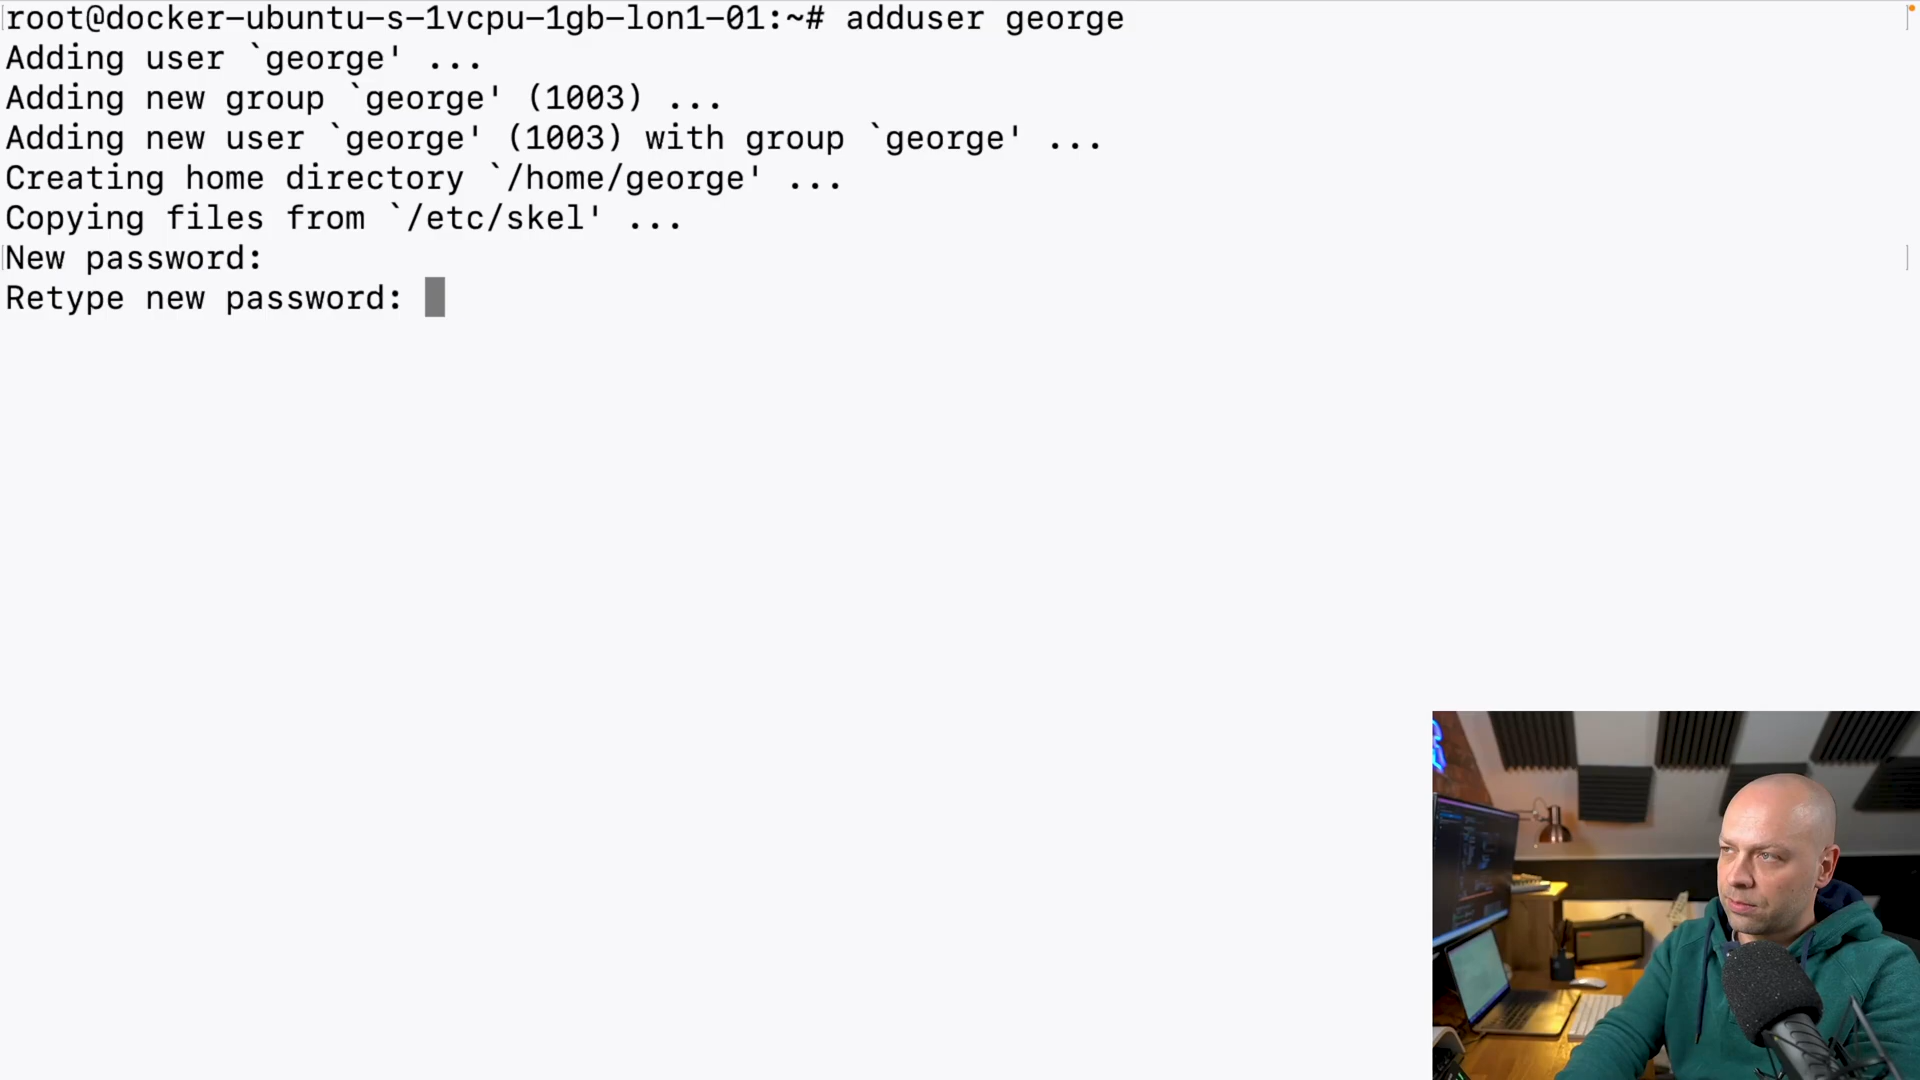 root@docker-ubuntu-s-1vcpu-1gb-lon1-01:~# adduser george
Adding user `george' ...
Adding new group `george' (1003) ...
Adding new user `george' (1003) with group `george' ...
Creating home directory `/home/george' ...
Copying files from `/etc/skel' ...
New password:
Retype new password: